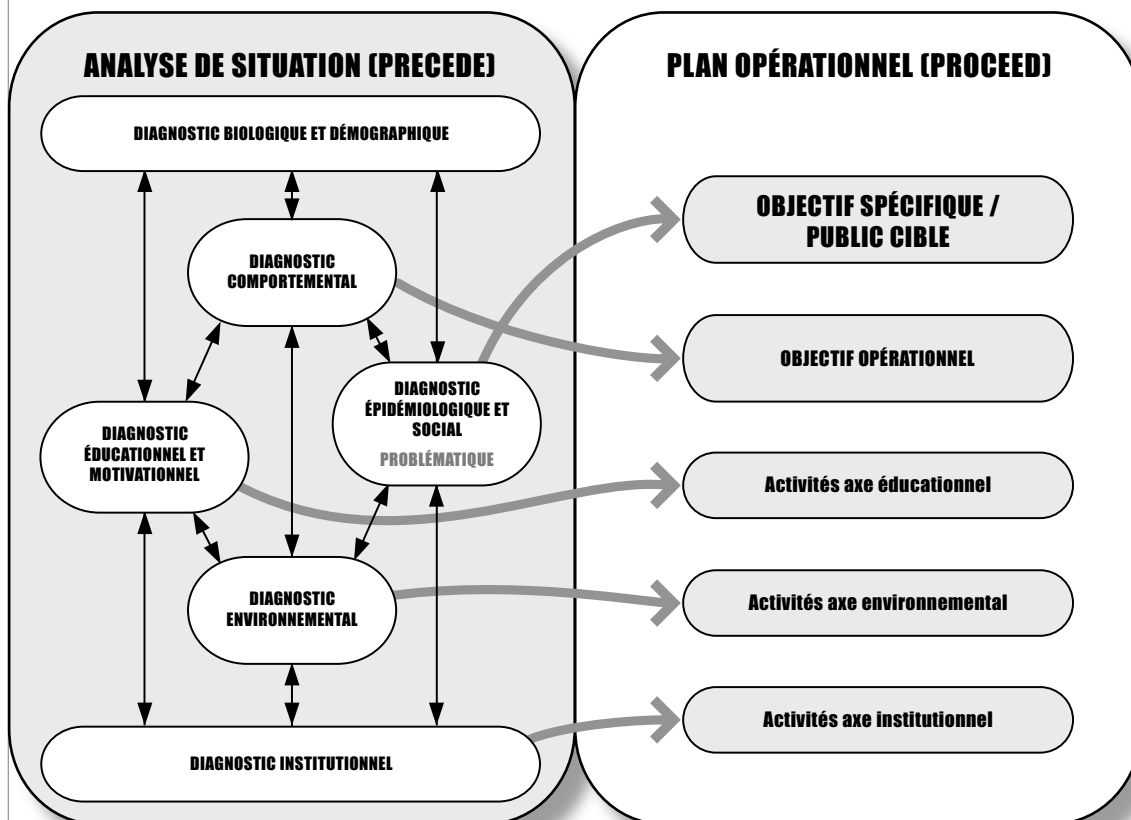 ANALYSE DE SITUATION (PRECEDE)
DIAGNOSTIC BIOLOGIQUE ET DÉMOGRAPHIQUE
DIAGNOSTIC
COMPORTEMENTAL
DIAGNOSTIC
ÉPIDÉMIOLOGIQUE ET
SOCIAL
PROBLÉMATIQUE
DIAGNOSTIC
ÉDUCATIONNEL ET
MOTIVATIONNEL
DIAGNOSTIC
ENVIRONNEMENTAL
DIAGNOSTIC INSTITUTIONNEL
PLAN OPÉRATIONNEL (PROCEED)
OBJECTIF SPÉCIFIQUE /
PUBLIC CIBLE
OBJECTIF OPÉRATIONNEL
Activités axe éducationnel
Activités axe environnemental
Activités axe institutionnel